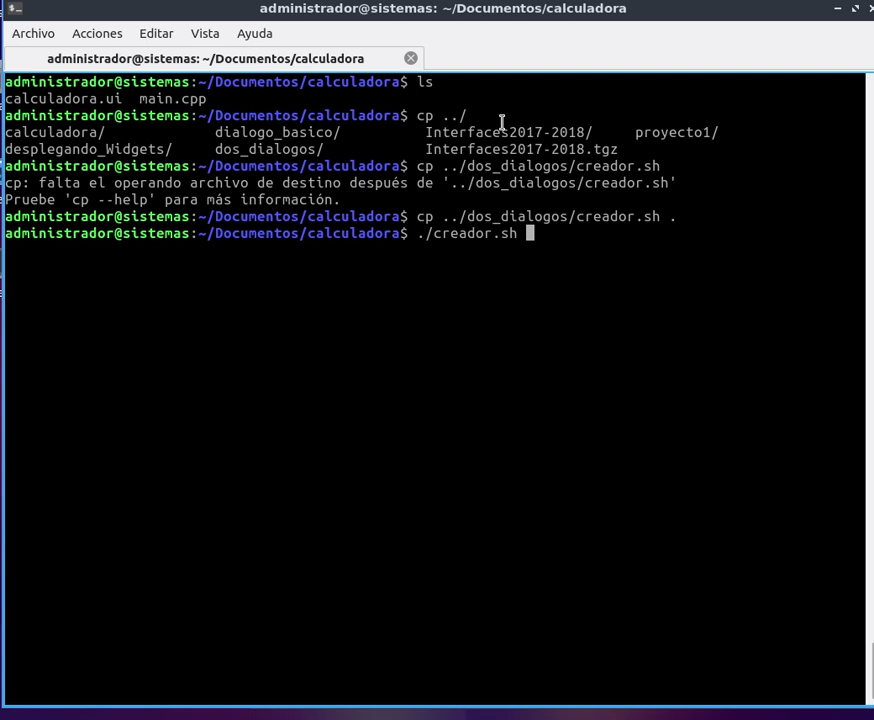 administrador@sistemas: ~/Documentos/calculadora
Archivo Acciones Editar Vista Ayuda
administrador@sistemas: ~/Documentos/calculadora
administrador@sistemas:~/Documentos/calculadora$ ls
calculadora.ui  main.cpp
administrador@sistemas:~/Documentos/calculadora$ cp ../
calculadora/ dialogo_basico/ Interfaces2017-2018/ proyecto1/
desplegando_Widgets/ dos_dialogos/ Interfaces2017-2018.tgz
administrador@sistemas:~/Documentos/calculadora$ cp ../dos_dialogos/creador.sh
cp: falta el operando archivo de destino después de '../dos_dialogos/creador.sh'
Pruebe 'cp --help' para más información.
administrador@sistemas:~/Documentos/calculadora$ cp ../dos_dialogos/creador.sh .
administrador@sistemas:~/Documentos/calculadora$ ./creador.sh